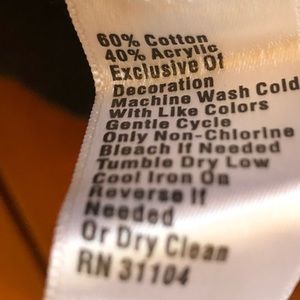 60% Cotton
40% Acrylic
Exclusive Of
Decoration
Machine Wash Cold
With Like Colors
Gentle Cycle
Only Non-Chlorine
Bleach If Needed
Tumble Dry Low
Cool Iron On
Reverse If
Needed
Or Dry Clean
RN 31104